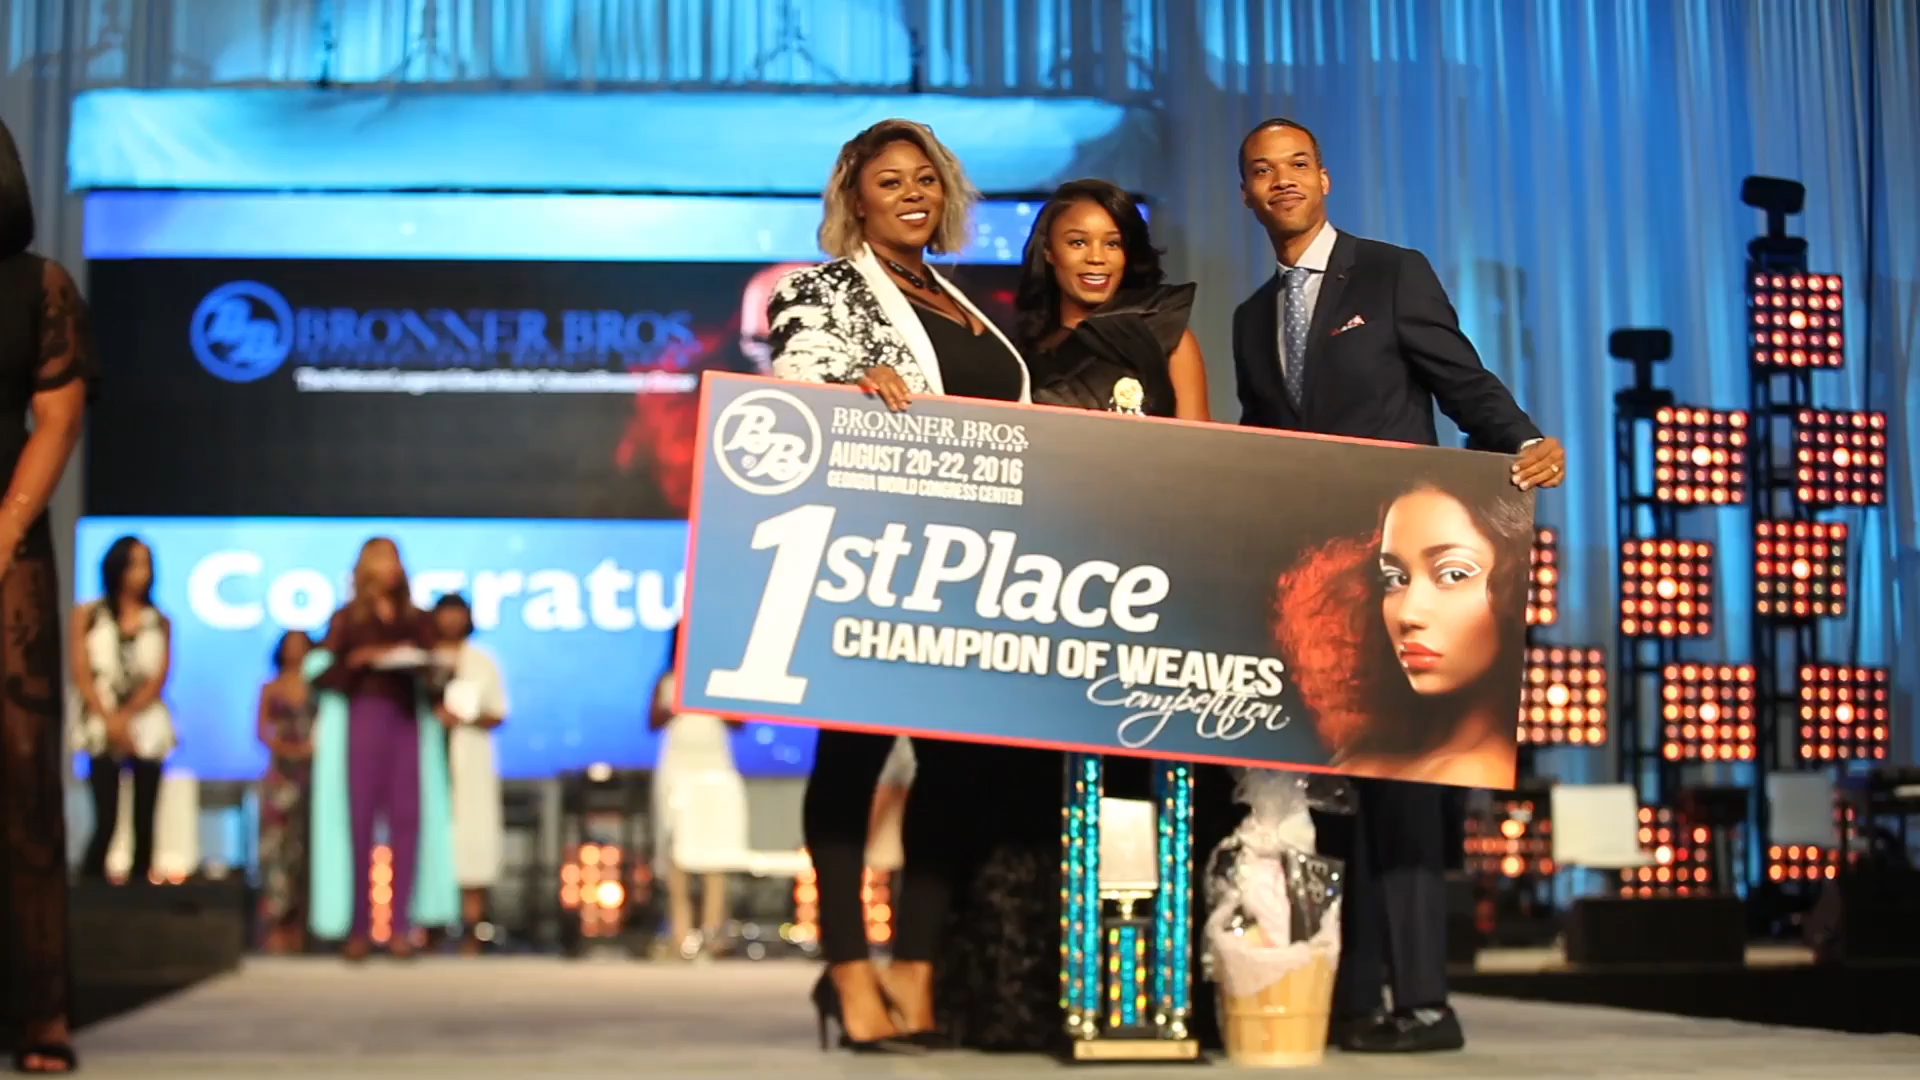 BRONNER BROS.
Congratu
BB
BRONNER BROS.
INTERNATIONAL BEAUTY SHOW
AUGUST 20-22, 2016
GEORGIA WORLD CONGRESS CENTER
1st Place
CHAMPION OF WEAVES
Competition